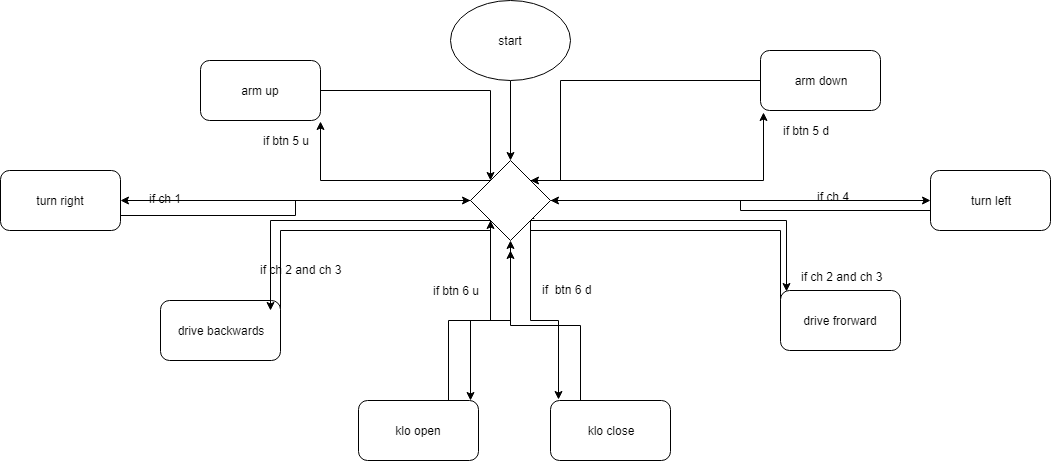 start
arm up
arm down
if btn 5 u
if btn 5 d
turn right
if ch 1
if ch 4
turn left
if ch 2 and ch 3
if ch 2 and ch 3
if btn 6 u
if  btn 6 d
drive backwards
drive frorward
klo open
klo close